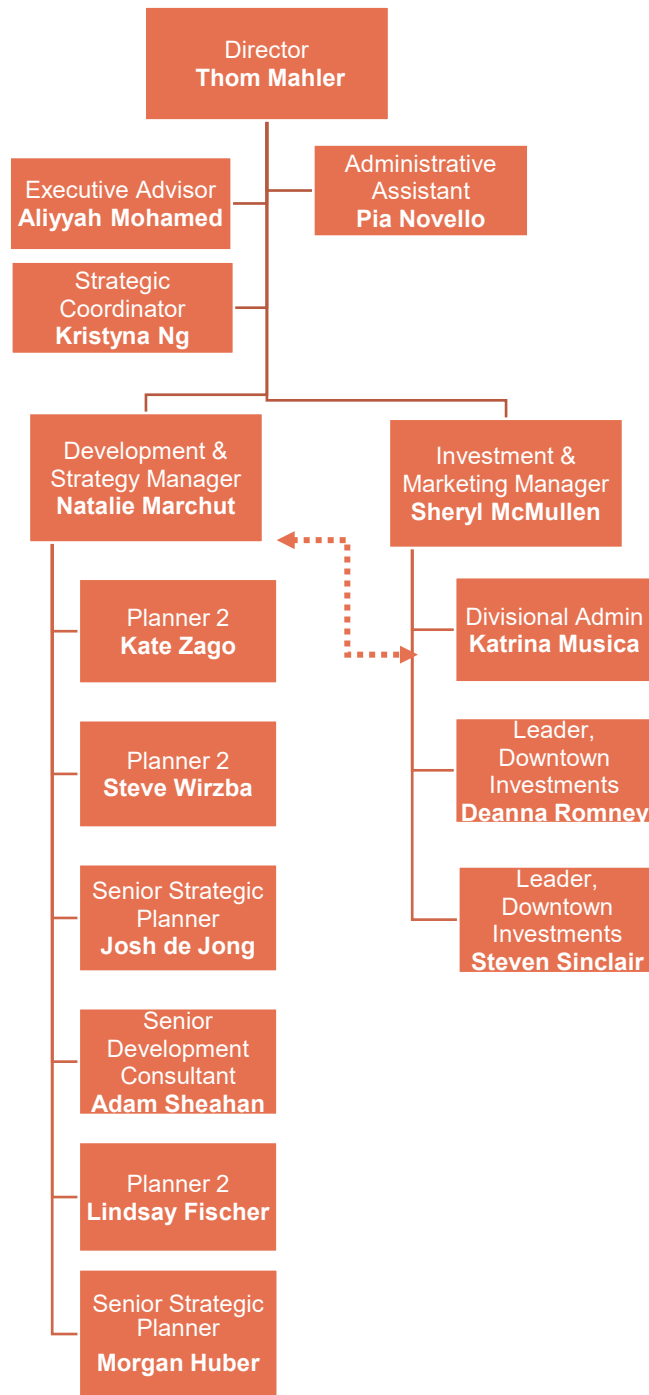 Director
Thom Mahler
Executive Advisor
Aliyyah Mohamed
Administrative
Assistant
Pia Novello
Strategic
Coordinator
Kristyna Ng
Development &
Strategy Manager
Natalie Marchut
Investment &
Marketing Manager
Sheryl McMullen
Planner 2
Kate Zago
Planner 2
Steve Wirzba
Senior Strategic
Planner
Josh de Jong
Senior
Development
Consultant
Adam Sheahan
Planner 2
Lindsay Fischer
Senior Strategic
Planner
Morgan Huber
Divisional Admin
Katrina Musica
Leader,
Downtown
Investments
Deanna Romney
Leader,
Downtown
Investments
Steven Sinclair